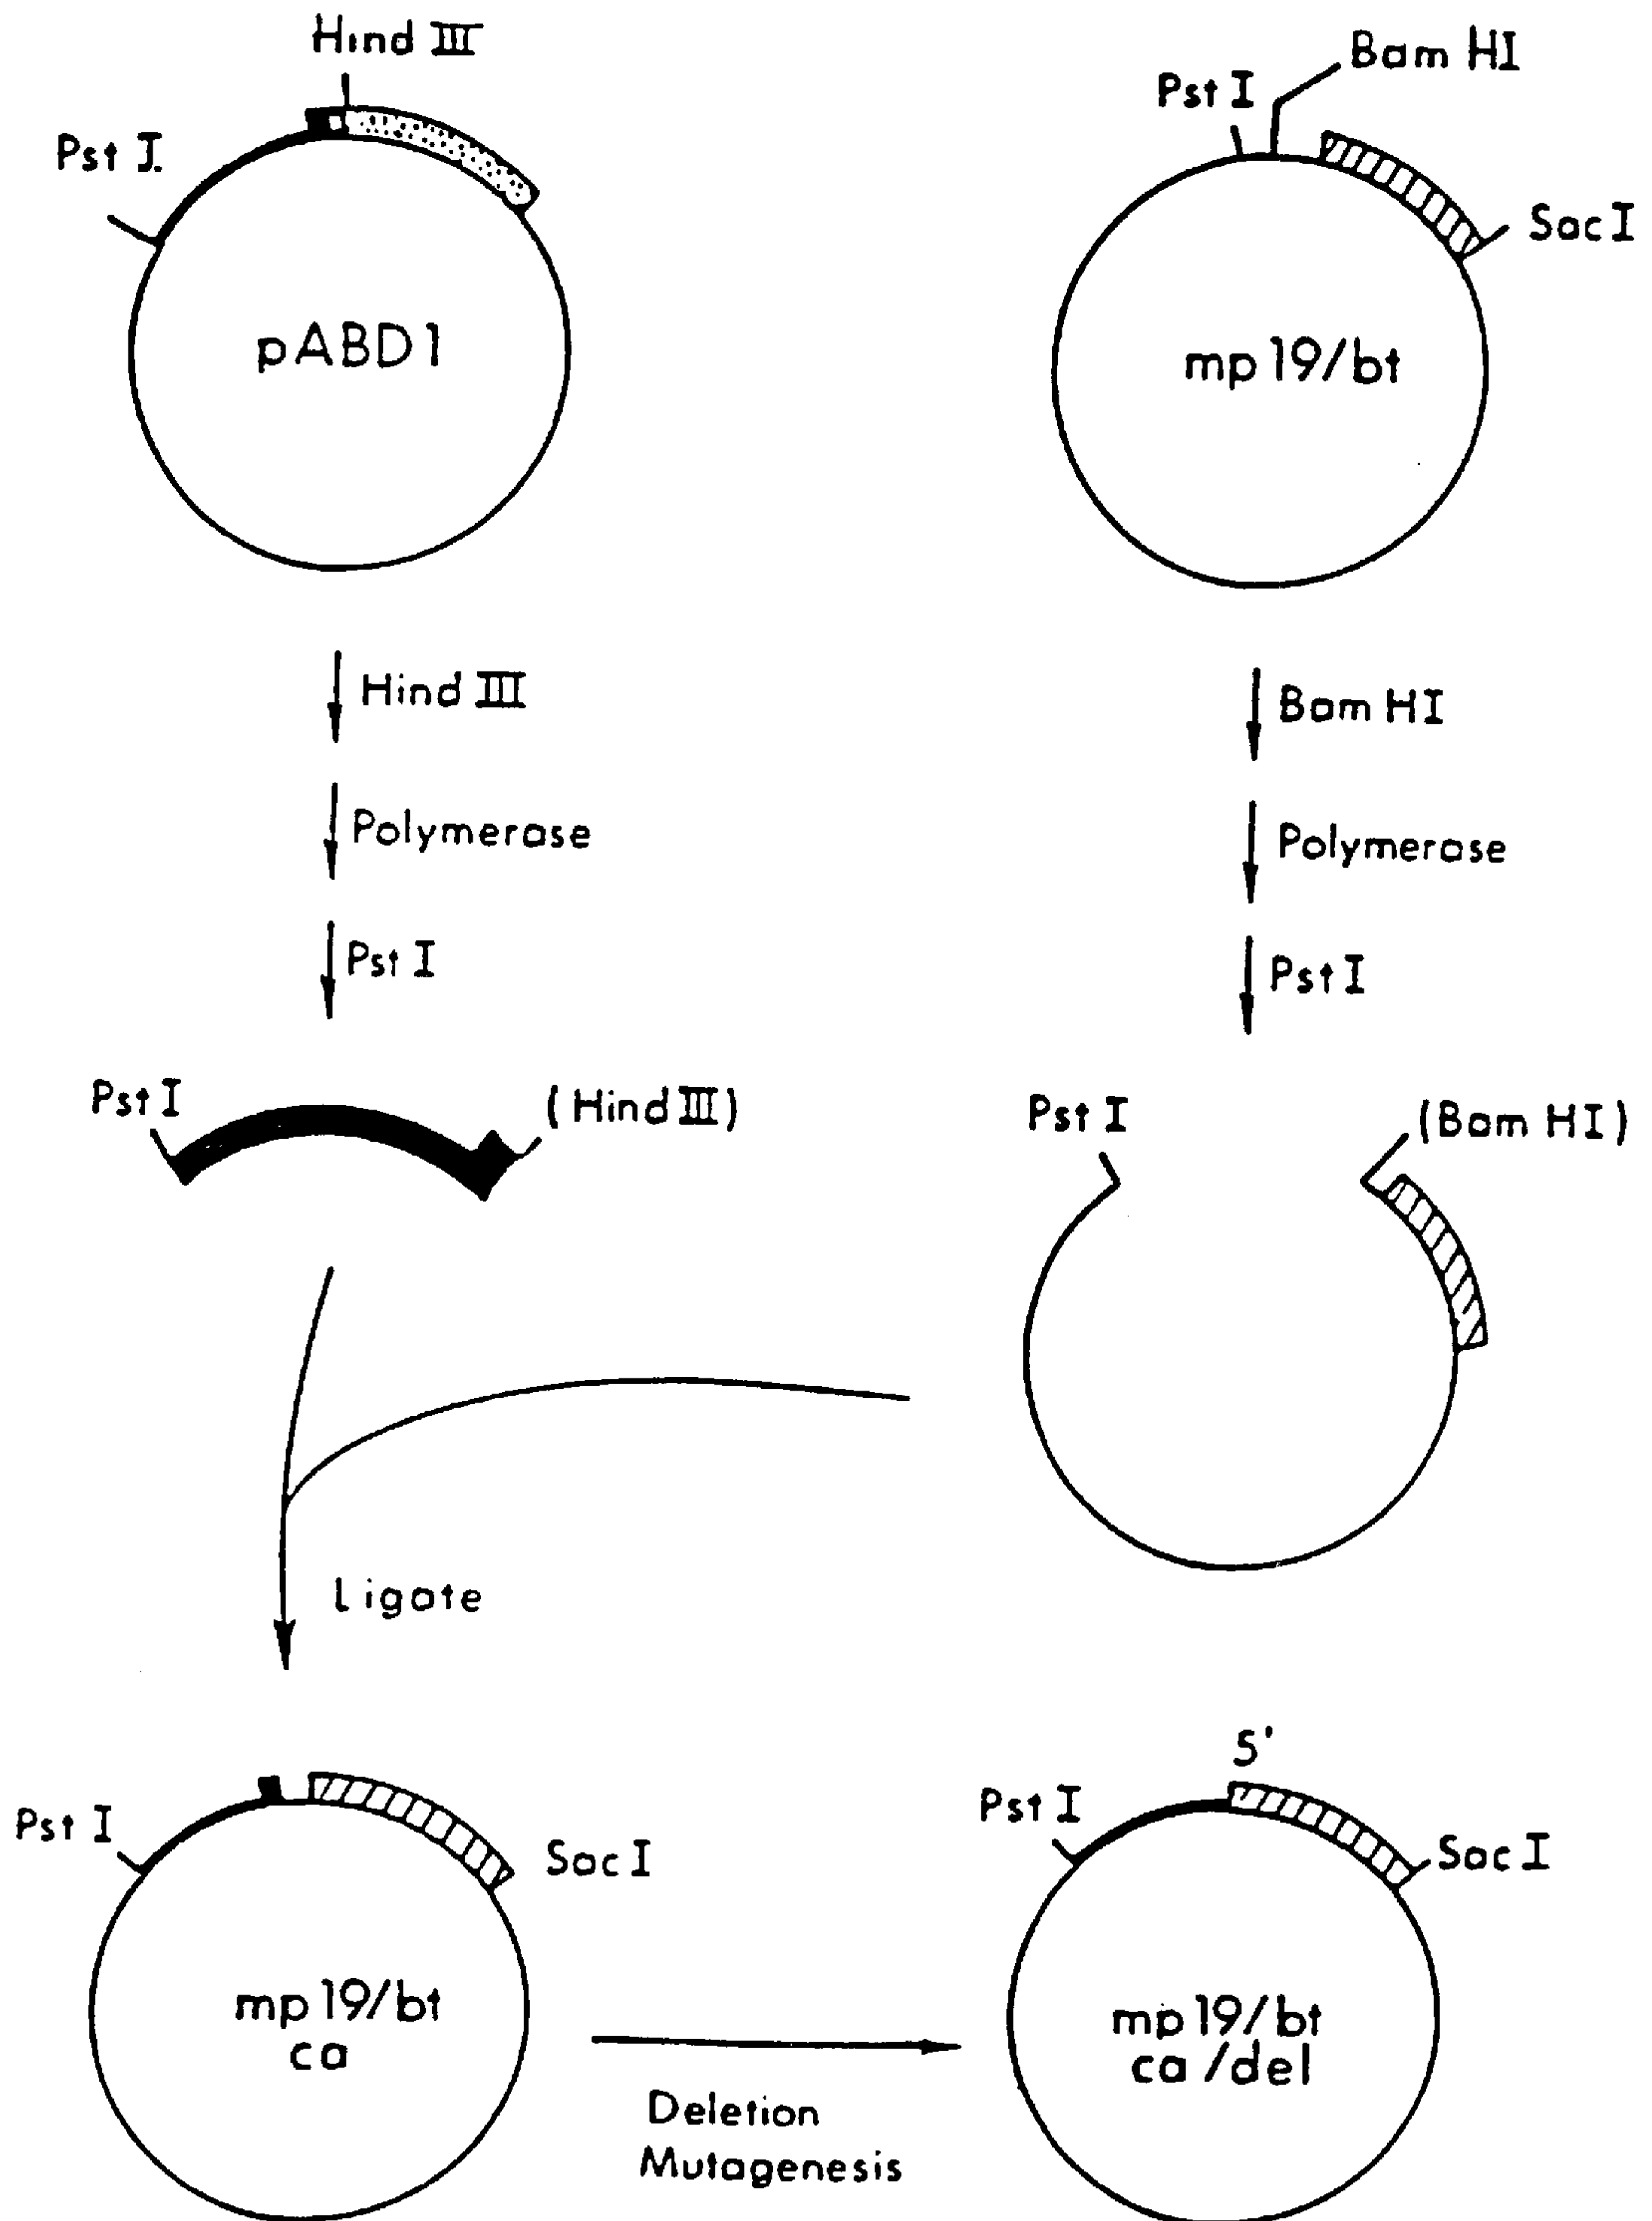 Hind III
Pst I
pABD1
Bam HI
Pst I
Sac I
mp19/bt
Hind III
Polymerase
Pst I
Bam HI
Polymerase
Pst I
Pst I
(Hind III)
Pst I
(Bam HI)
Ligate
Pst I
Sac I
mp19/bt
ca
Deletion
Mutagenesis
5'
Pst I
Sac I
mp19/bt
ca/del